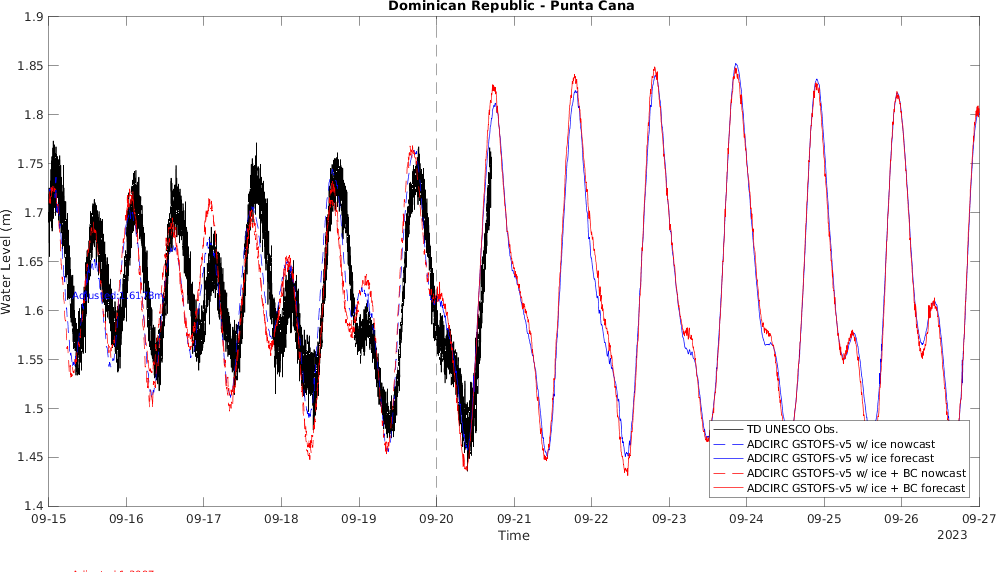 Dominican Republic - Punta Cana
1.9
1.85
1.8
1.75
1.7
1.65
1.6
1.55
1.5
1.45
1.4
Water Level (m)
TD UNESCO Obs.
ADCIRC GSTOFS-v5 w/ ice nowcast
ADCIRC GSTOFS-v5 w/ ice forecast
ADCIRC GSTOFS-v5 w/ ice + BC nowcast
ADCIRC GSTOFS-v5 w/ ice + BC forecast
09-15 09-16 09-17 09-18 09-19 09-20 09-21 09-22 09-23 09-24 09-25 09-26 09-27
Time
2023